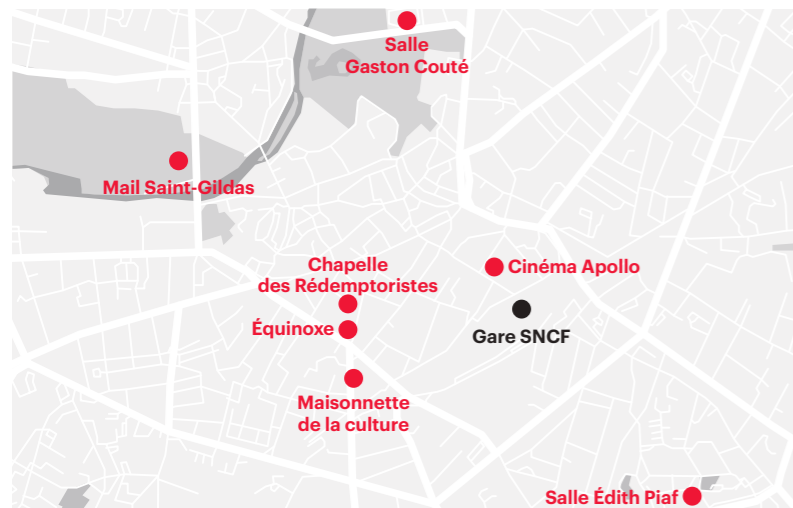 Salle
Gaston Couté
Mail Saint-Gildas
Chapelle
des Rédemptoristes
Cinéma Apollo
Équinoxe
Gare SNCF
Maisonnette
de la culture
Salle Édith Piaf